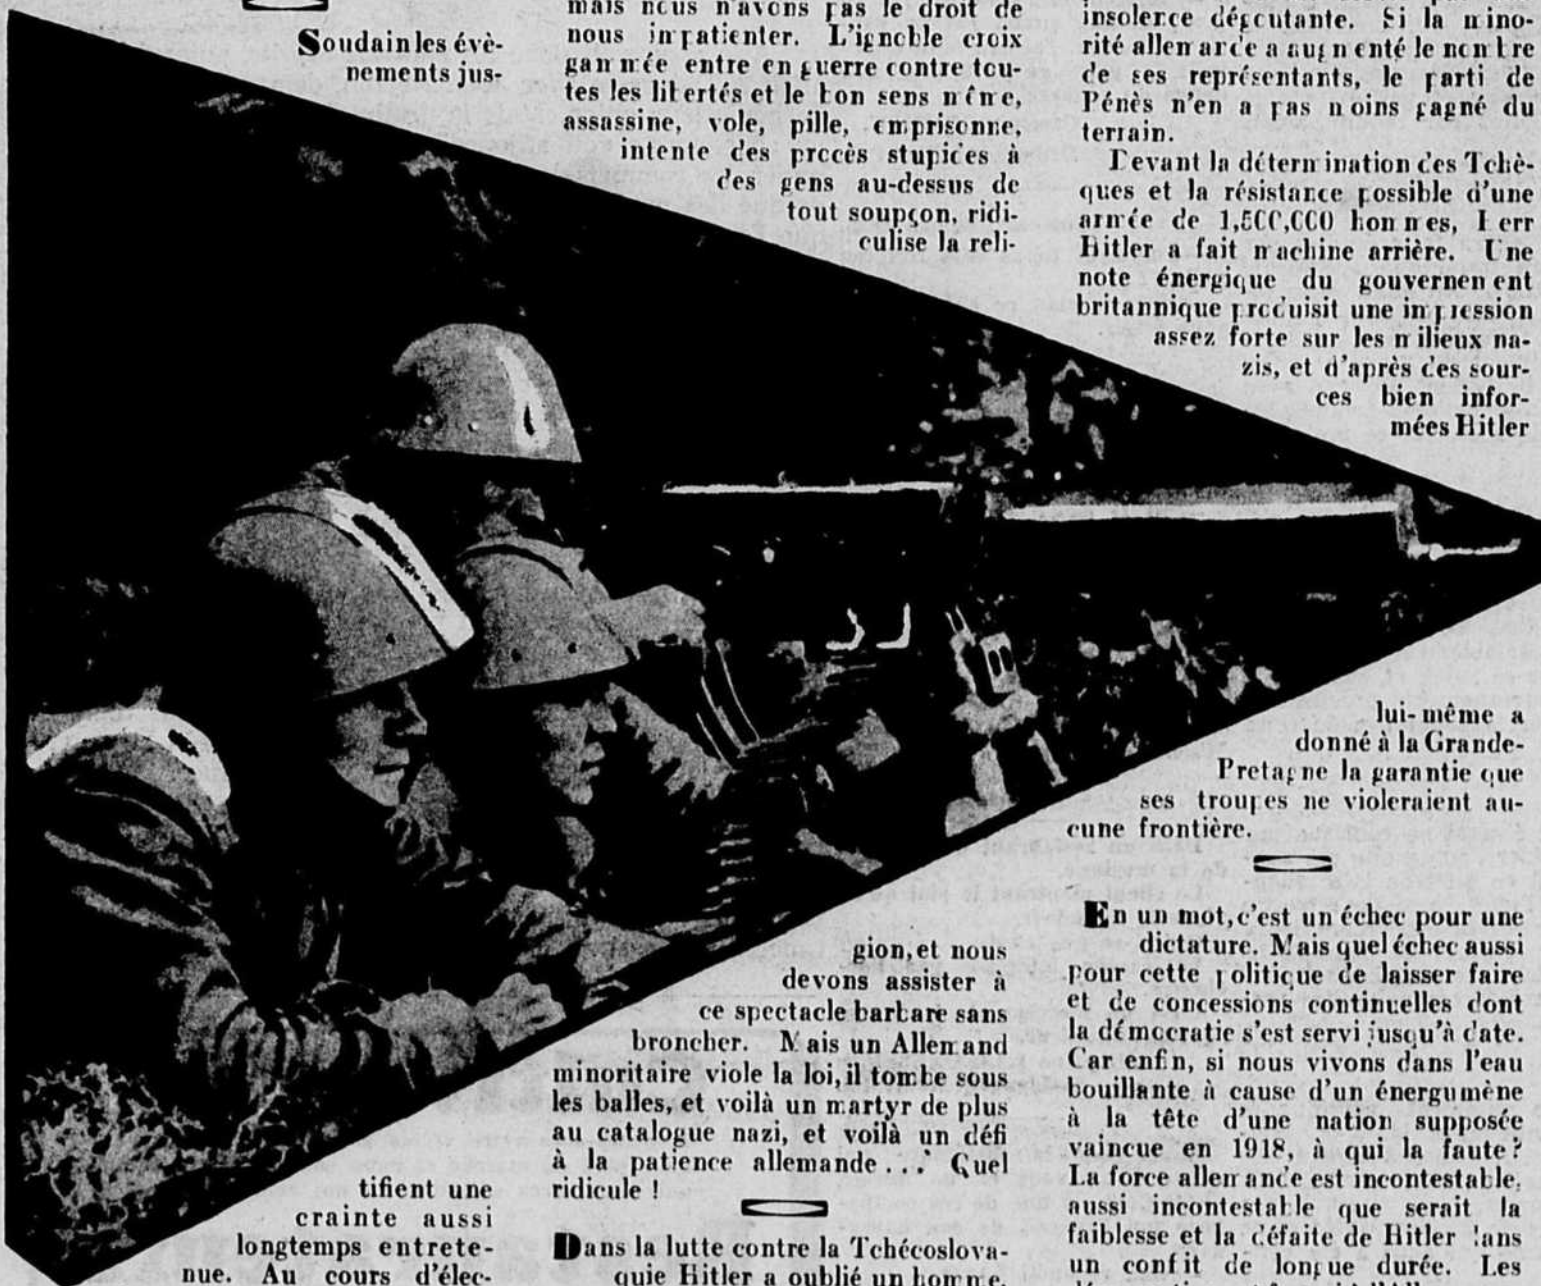 Soudain les évè-
nements jus-
tifient une
crainte aussi
longtemps entrete-
nue. Au cours d'élec-
mais nous n'avons pas le droit de
nous impatienter. L'ignoble croix
gammée entre en guerre contre tou-
tes les libertés et le bon sens même,
assassine, vole, pille, emprisonne,
intente des procès stupides à
des gens au-dessus de
tout soupçon, ridi-
culise la reli-
gion, et nous
devons assister à
ce spectacle barbare sans
broncher. Mais un Allemand
minoritaire viole la loi, il tombe sous
les balles, et voilà un martyr de plus
au catalogue nazi, et voilà un défi
à la patience allemande... Quel
ridicule !
Dans la lutte contre la Tchécoslova-
quie Hitler a oublié un homme,
insolence dégoutante. Si la mino-
rité allemande a augmenté le nombre
de ses représentants, le parti de
Bénès n'en a pas moins gagné du
terrain.
Devant la détermination des Tchè-
ques et la résistance possible d'une
armée de 1,500,000 hommes, Herr
Hitler a fait machine arrière. Une
note énergique du gouvernement
britannique produisit une impression
assez forte sur les milieux na-
zis, et d'après des sour-
ces bien infor-
mées Hitler
lui-même a
donné à la Grande-
Bretagne la garantie que
ses troupes ne violeraient au-
cune frontière.
En un mot, c'est un échec pour une
dictature. Mais quel échec aussi
pour cette politique de laisser faire
et de concessions continuelles dont
la démocratie s'est servi jusqu'à date.
Car enfin, si nous vivons dans l'eau
bouillante à cause d'un énergumène
à la tête d'une nation supposée
vaincue en 1918, à qui la faute?
La force allemande est incontestable,
aussi incontestable que serait la
faiblesse et la défaite de Hitler dans
un confit de longue durée. Les